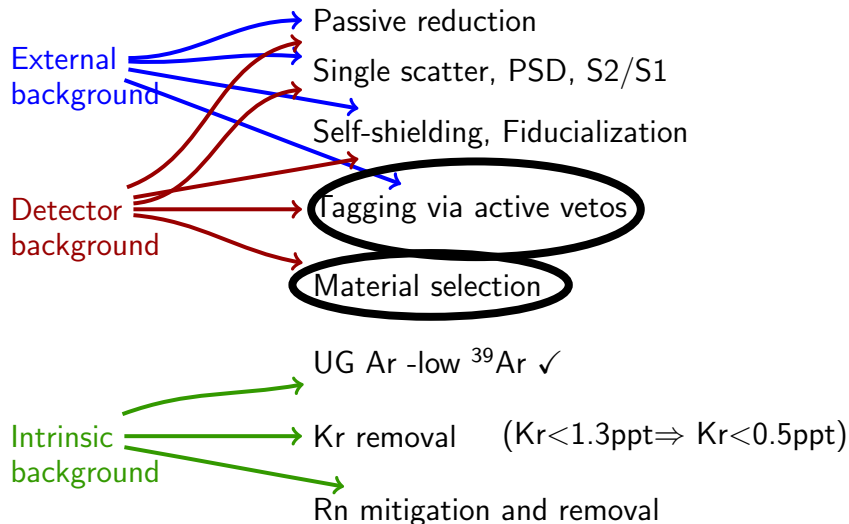 Passive reduction
External
background
Single scatter, PSD, S2/S1
Self-shielding, Fiducialization
Detector
background
Tagging via active vetos
Material selection
UG Ar -low ³⁹Ar ✓
Intrinsic
background
Kr removal (Kr<1.3ppt⇒ Kr<0.5ppt)
Rn mitigation and removal